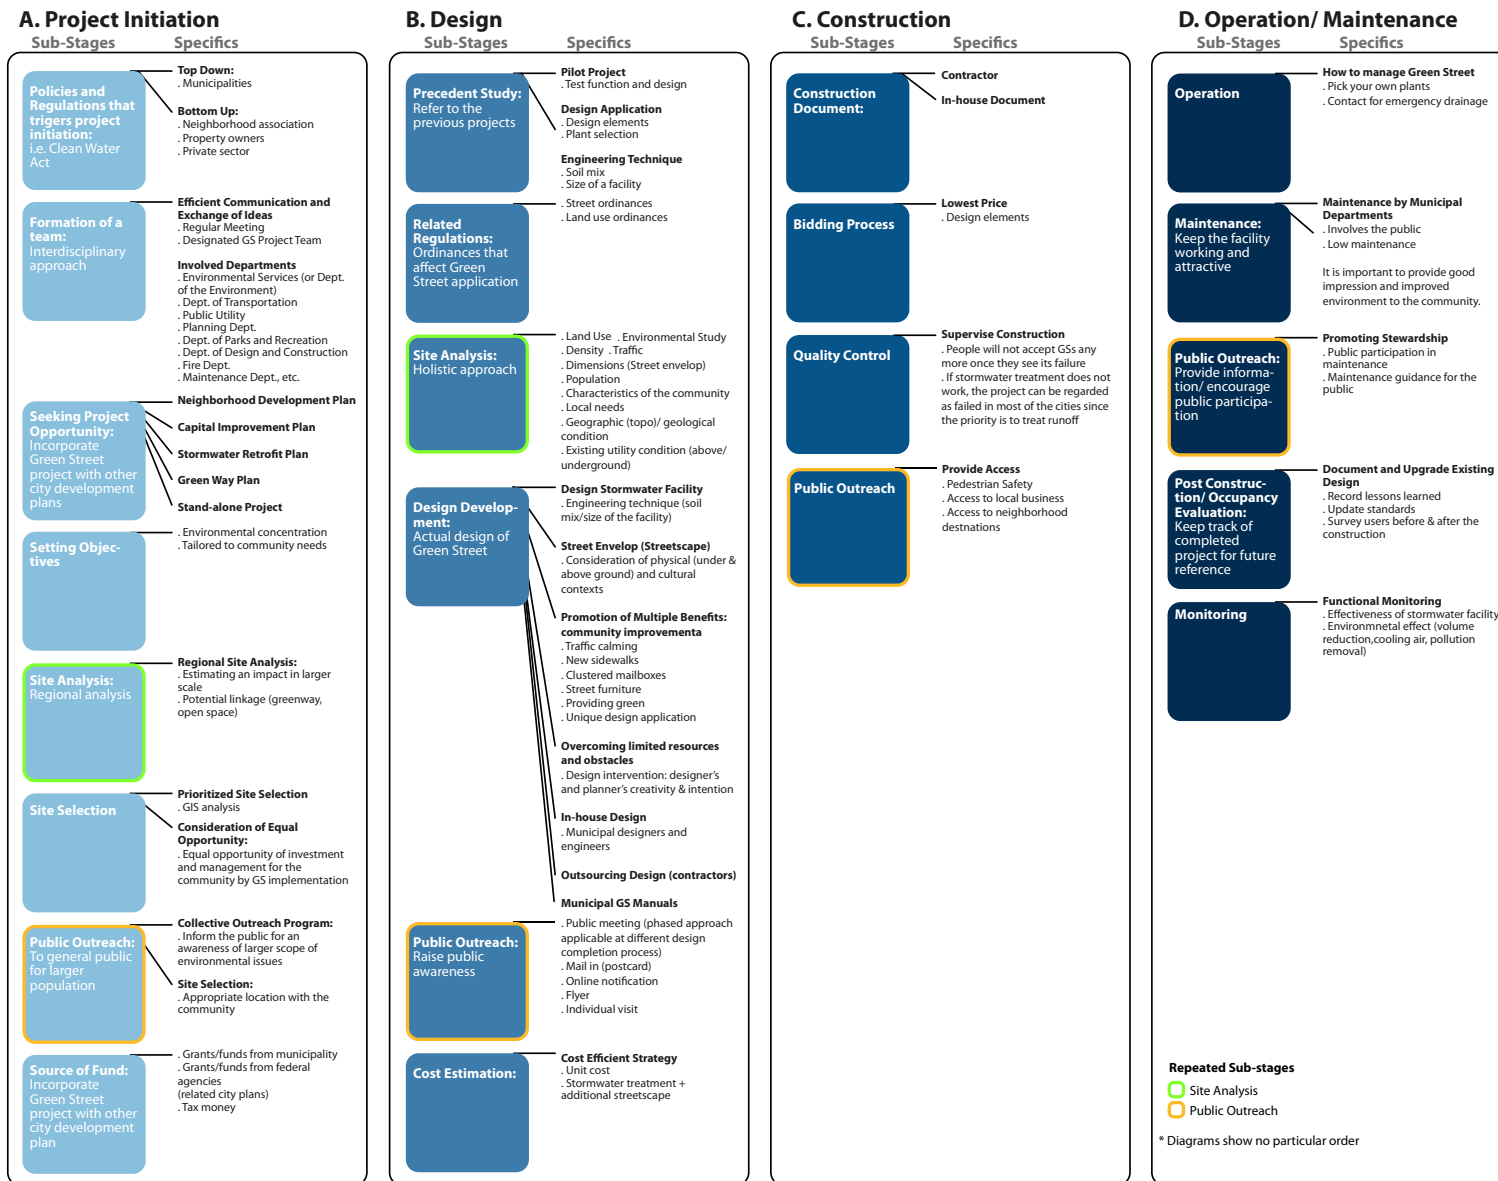 A. Project Initiation
Sub-Stages
Specifics
Policies and
Regulations that
trigers project
initiation:
i.e. Clean Water
Act
Top Down:
. Municipalities
Bottom Up:
. Neighborhood association
. Property owners
. Private sector
Formation of a
team:
Interdisciplinary
approach
Efficient Communication and
Exchange of Ideas
. Regular Meeting
. Designated GS Project Team
Involved Departments
. Environmental Services (or Dept.
of the Environment)
. Dept. of Transportation
. Public Utility
. Planning Dept.
. Dept. of Parks and Recreation
. Dept. of Design and Construction
. Fire Dept.
. Maintenance Dept., etc.
Seeking Project
Opportunity:
Incorporate
Green Street
project with other
city development
plans
Neighborhood Development Plan
Capital Improvement Plan
Stormwater Retrofit Plan
Green Way Plan
Stand-alone Project
Setting Objec-
tives
. Environmental concentration
. Tailored to community needs
Site Analysis:
Regional analysis
Regional Site Analysis:
. Estimating an impact in larger
scale
. Potential linkage (greenway,
open space)
Site Selection
Prioritized Site Selection
. GIS analysis
Consideration of Equal
Opportunity:
. Equal opportunity of investment
and management for the
community by GS implementation
Public Outreach:
To general public
for larger
population
Collective Outreach Program:
. Inform the public for an
awareness of larger scope of
environmental issues
Site Selection:
. Appropriate location with the
community
Source of Fund:
Incorporate
Green Street
project with other
city development
plan
. Grants/funds from municipality
. Grants/funds from federal
agencies
(related city plans)
. Tax money
B. Design
Sub-Stages
Specifics
Precedent Study:
Refer to the
previous projects
Pilot Project
. Test function and design
Design Application
. Design elements
. Plant selection
Engineering Technique
. Soil mix
. Size of a facility
Related
Regulations:
Ordinances that
affect Green
Street application
. Street ordinances
. Land use ordinances
Site Analysis:
Holistic approach
. Land Use . Environmental Study
. Density . Traffic
. Dimensions (Street envelop)
. Population
. Characteristics of the community
. Local needs
. Geographic (topo)/ geological
condition
. Existing utility condition (above/
underground)
Design Develop-
ment:
Actual design of
Green Street
Design Stormwater Facility
. Engineering technique (soil
mix/size of the facility)
Street Envelop (Streetscape)
. Consideration of physical (under &
above ground) and cultural
contexts
Promotion of Multiple Benefits:
community improvementa
. Traffic calming
. New sidewalks
. Clustered mailboxes
. Street furniture
. Providing green
. Unique design application
Overcoming limited resources
and obstacles
. Design intervention: designer's
and planner's creativity & intention
In-house Design
. Municipal designers and
engineers
Outsourcing Design (contractors)
Municipal GS Manuals
Public Outreach:
Raise public
awareness
. Public meeting (phased approach
applicable at different design
completion process)
. Mail in (postcard)
. Online notification
. Flyer
. Individual visit
Cost Estimation:
Cost Efficient Strategy
. Unit cost
. Stormwater treatment +
additional streetscape
C. Construction
Sub-Stages
Specifics
Construction
Document:
Contractor
In-house Document
Bidding Process
Lowest Price
. Design elements
Quality Control
Supervise Construction
. People will not accept GSs any
more once they see its failure
. If stormwater treatment does not
work, the project can be regarded
as failed in most of the cities since
the priority is to treat runoff
Public Outreach
Provide Access
. Pedestrian Safety
. Access to local business
. Access to neighborhood
destnations
D. Operation/ Maintenance
Sub-Stages
Specifics
Operation
How to manage Green Street
. Pick your own plants
. Contact for emergency drainage
Maintenance:
Keep the facility
working and
attractive
Maintenance by Municipal
Departments
. Involves the public
. Low maintenance
It is important to provide good
impression and improved
environment to the community.
Public Outreach:
Provide informa-
tion/ encourage
public participa-
tion
Promoting Stewardship
. Public participation in
maintenance
. Maintenance guidance for the
public
Post Construc-
tion/ Occupancy
Evaluation:
Keep track of
completed
project for future
reference
Document and Upgrade Existing
Design
. Record lessons learned
. Update standards
. Survey users before & after the
construction
Monitoring
Functional Monitoring
. Effectiveness of stormwater facility
. Environmnetal effect (volume
reduction,cooling air, pollution
removal)
Repeated Sub-stages
Site Analysis
Public Outreach
* Diagrams show no particular order